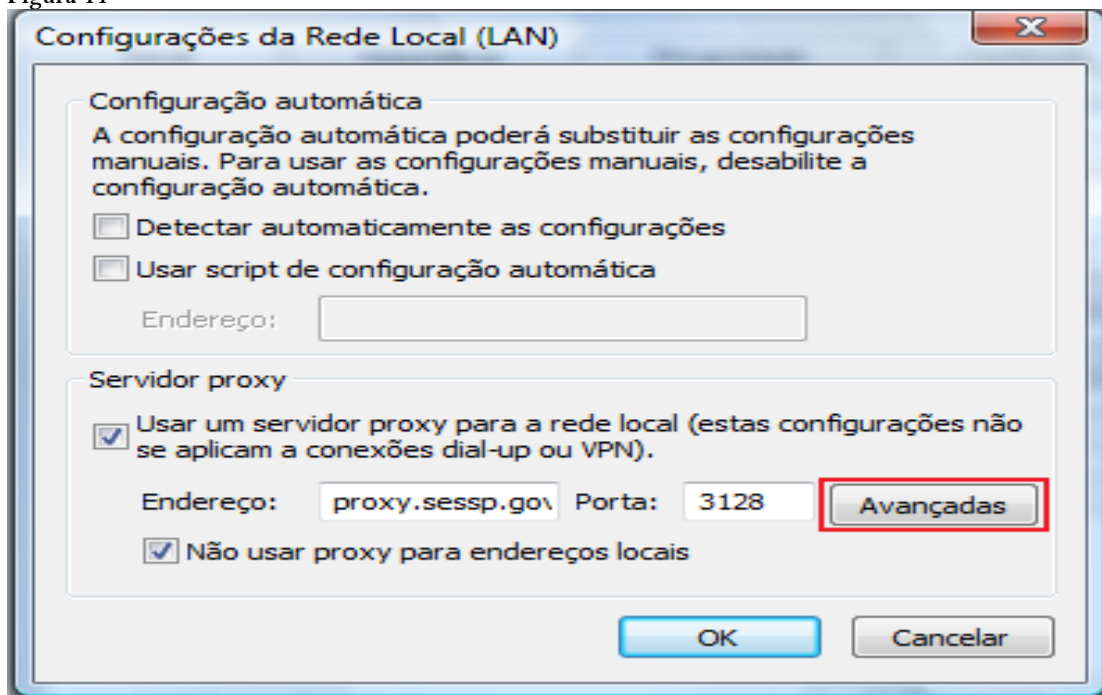 Figura 11
Configurações da Rede Local (LAN)
Configuração automática
A configuração automática poderá substituir as configurações
manuais. Para usar as configurações manuais, desabilite a
configuração automática.
Detectar automaticamente as configurações
Usar script de configuração automática
Endereço:
Servidor proxy
Usar um servidor proxy para a rede local (estas configurações não
se aplicam a conexões dial-up ou VPN).
Endereço: proxy.sessp.gov Porta: 3128 Avançadas
Não usar proxy para endereços locais
OK Cancelar